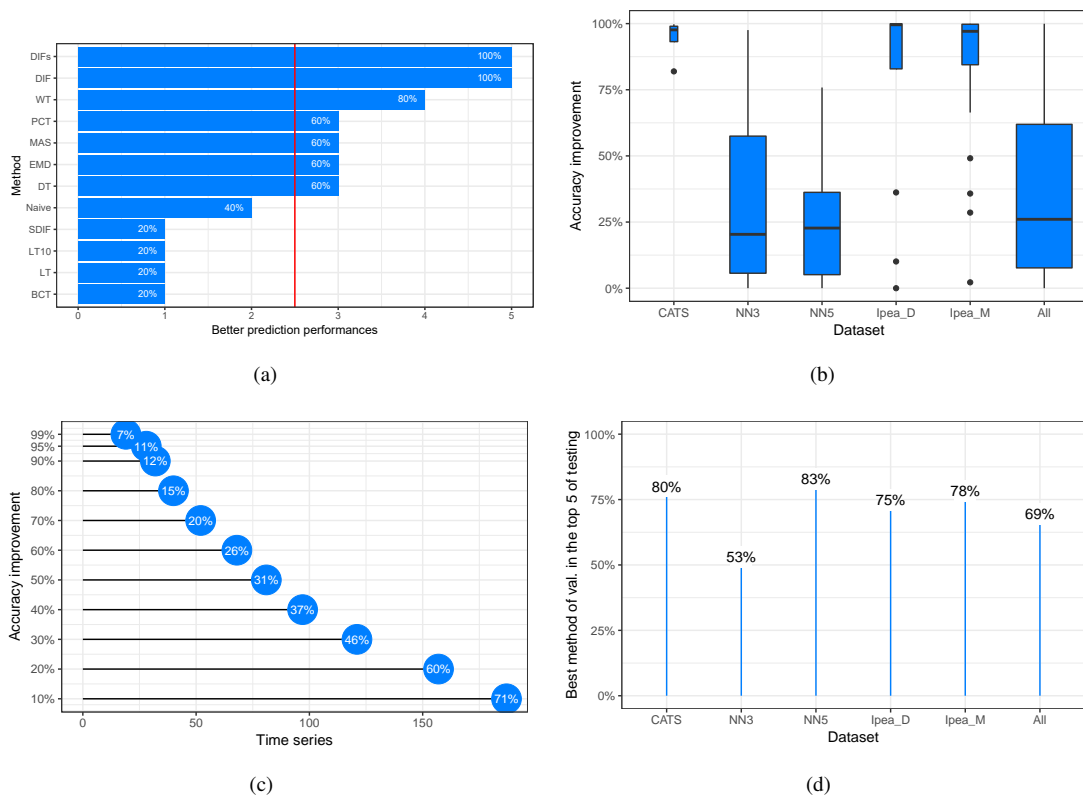 DIFs 100%
DIF 100%
WT 80%
PCT 60%
MAS 60%
EMD 60%
DT 60%
Naive 40%
SDIF 20%
LT10 20%
LT 20%
BCT 20%
Method
0 1 2 3 4 5
Better prediction performances
(a)
100%
75%
50%
25%
0%
Accuracy improvement
CATS NN3 NN5 Ipea_D Ipea_M All
Dataset
(b)
99% 7%
95% 11%
90% 12%
80% 15%
70% 20%
60% 26%
50% 31%
40% 37%
30% 46%
20% 60%
10% 71%
Accuracy improvement
0 50 100 150
Time series
(c)
100%
75%
50%
25%
0%
Best method of val. in the top 5 of testing
80% 53% 83% 75% 78% 69%
CATS NN3 NN5 Ipea_D Ipea_M All
Dataset
(d)